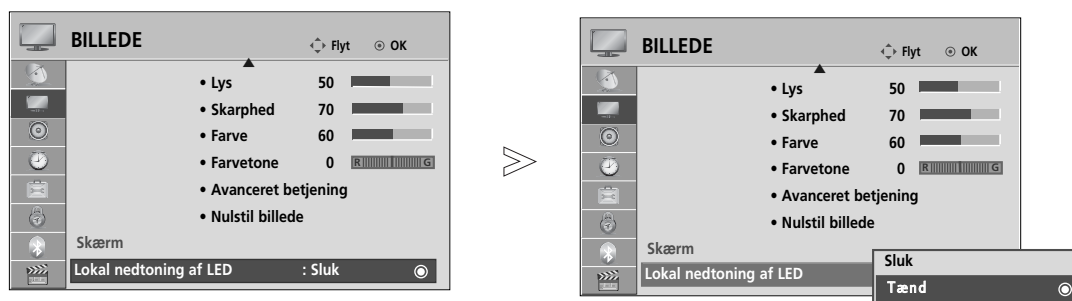 BILLEDE
Flyt OK
• Lys 50
• Skarphed 70
• Farve 60
• Farvetone 0 R G
• Avanceret betjening
• Nulstil billede
Skærm
Lokal nedtoning af LED : Sluk
BILLEDE
Flyt OK
• Lys 50
• Skarphed 70
• Farve 60
• Farvetone 0 R G
• Avanceret betjening
• Nulstil billede
Skærm
Lokal nedtoning af LED
Sluk
Tænd